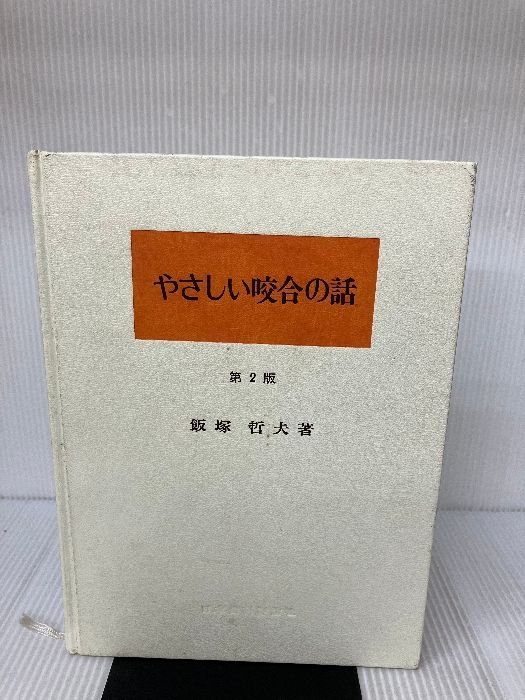 やさしい咬合の話
第2版
飯塚 哲夫著